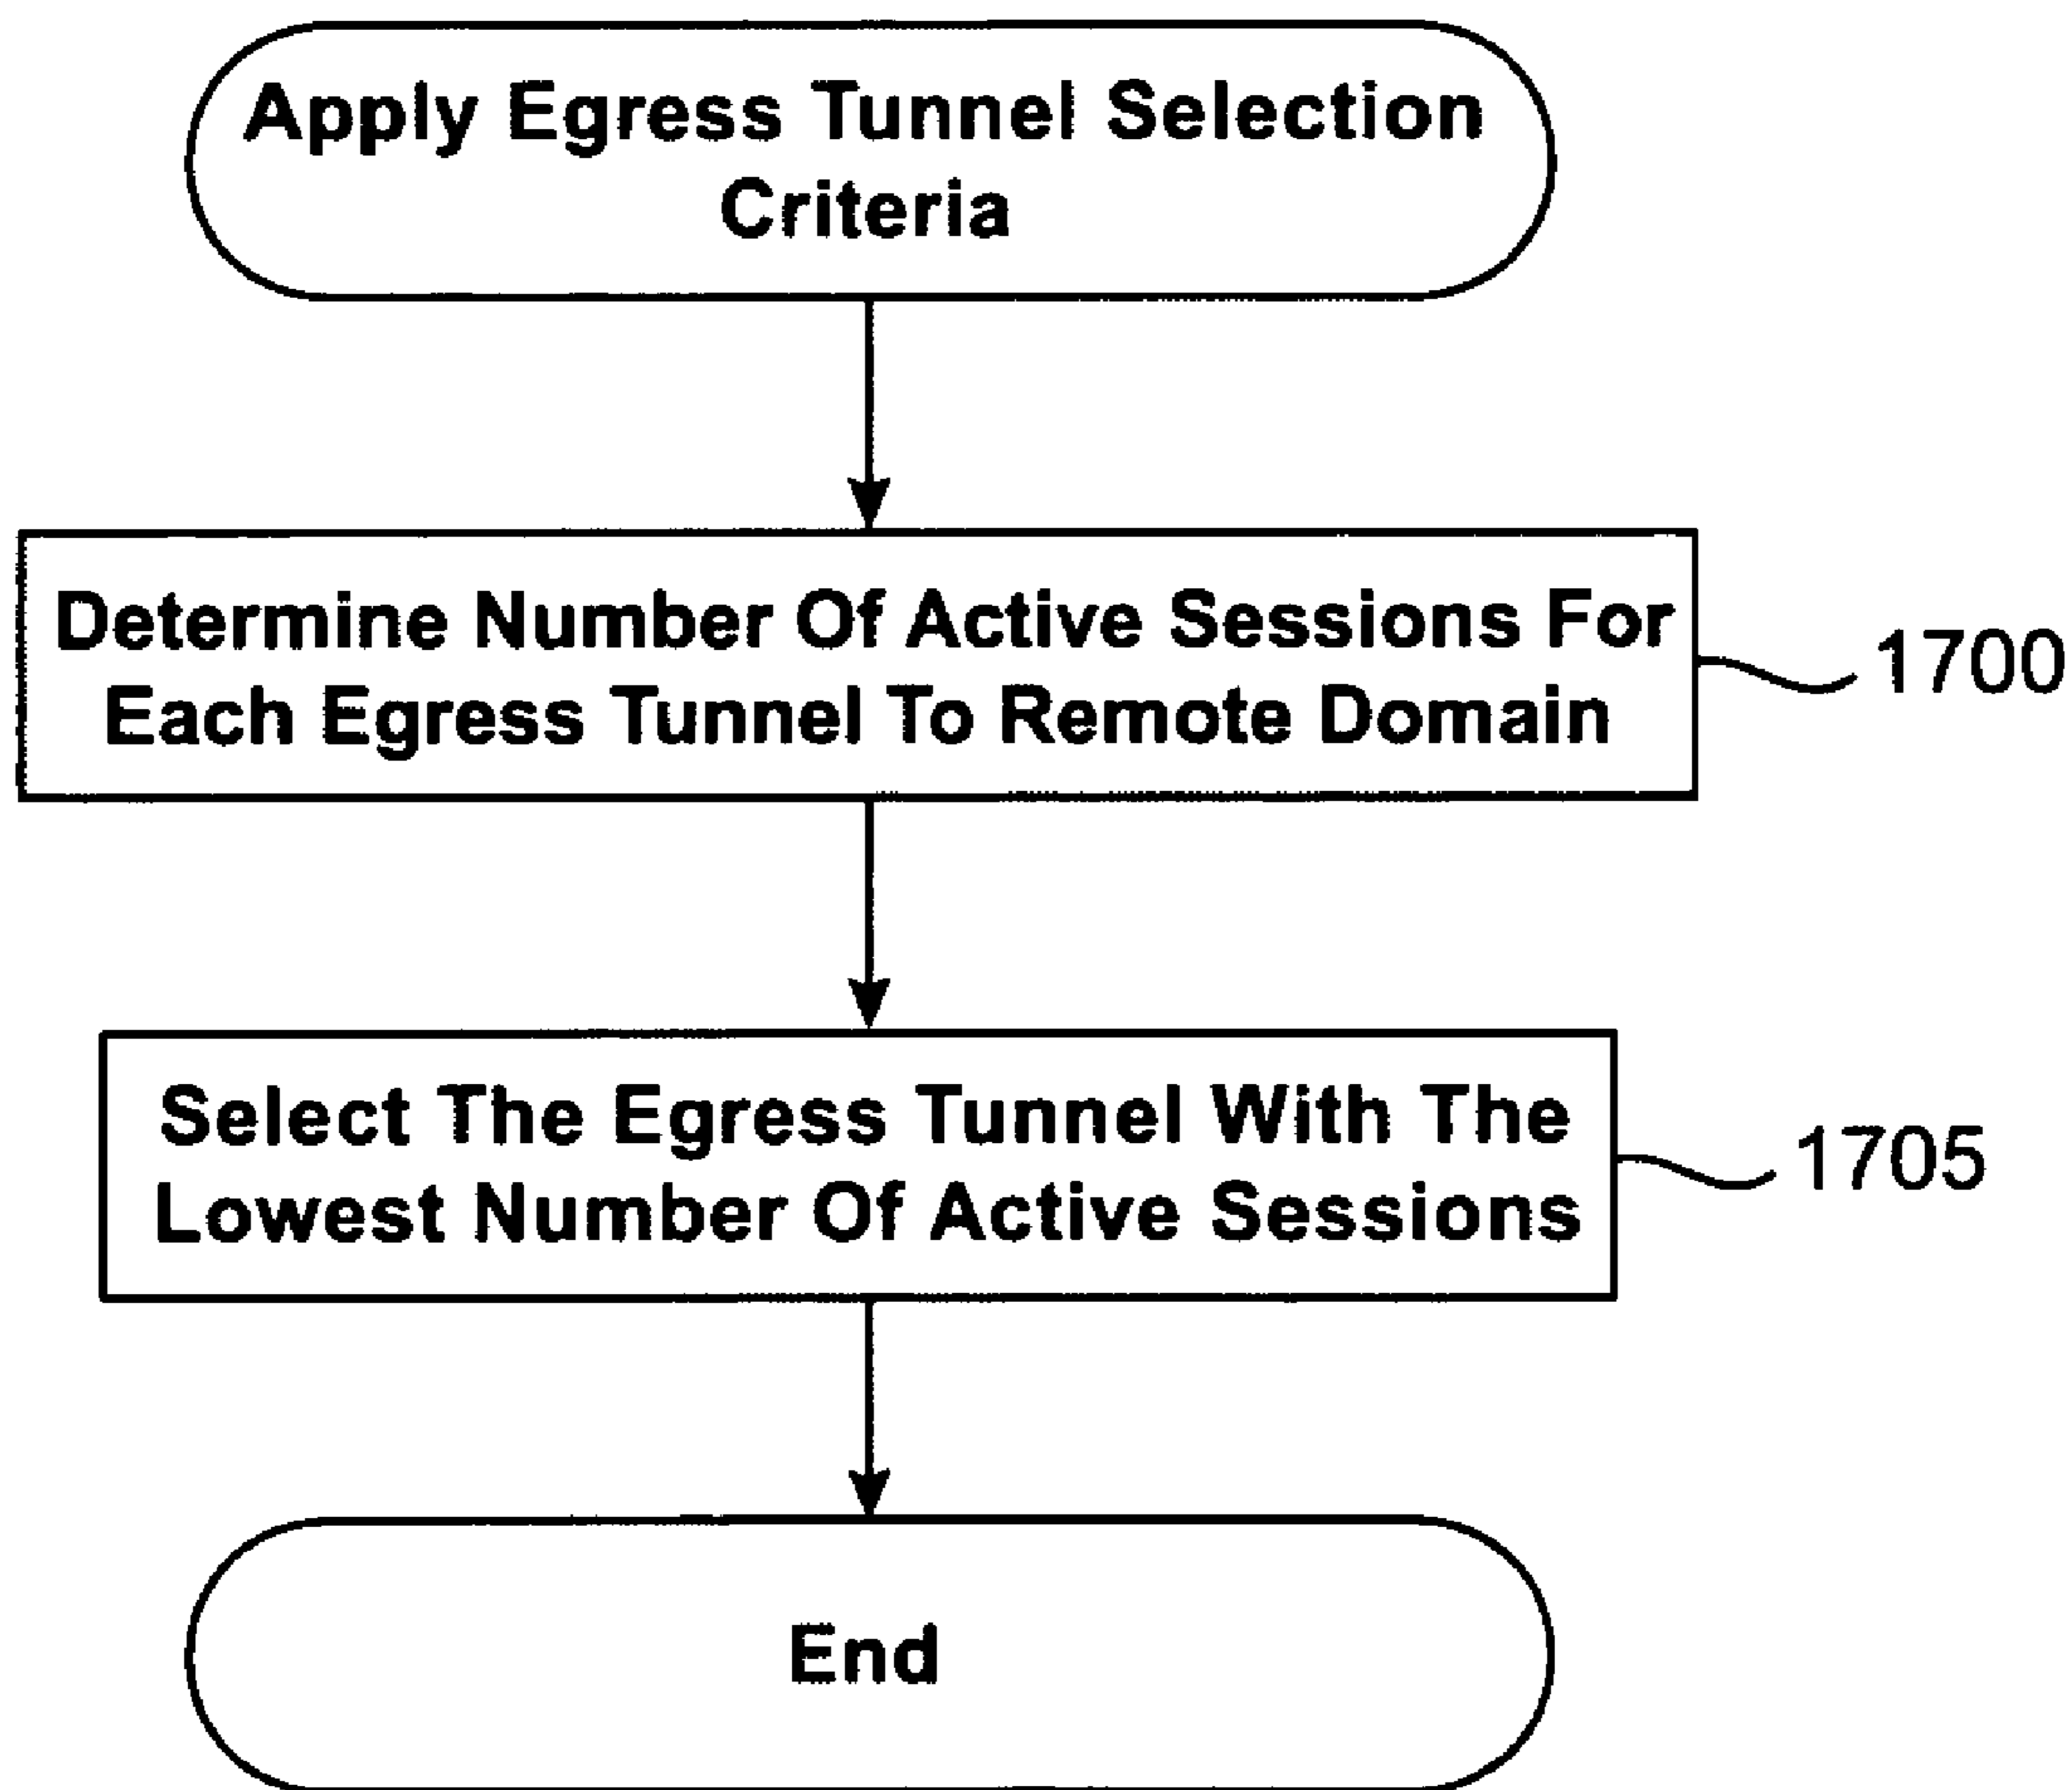 Apply Egress Tunnel Selection
Criteria
Determine Number Of Active Sessions For
Each Egress Tunnel To Remote Domain
1700
Select The Egress Tunnel With The
Lowest Number Of Active Sessions
1705
End